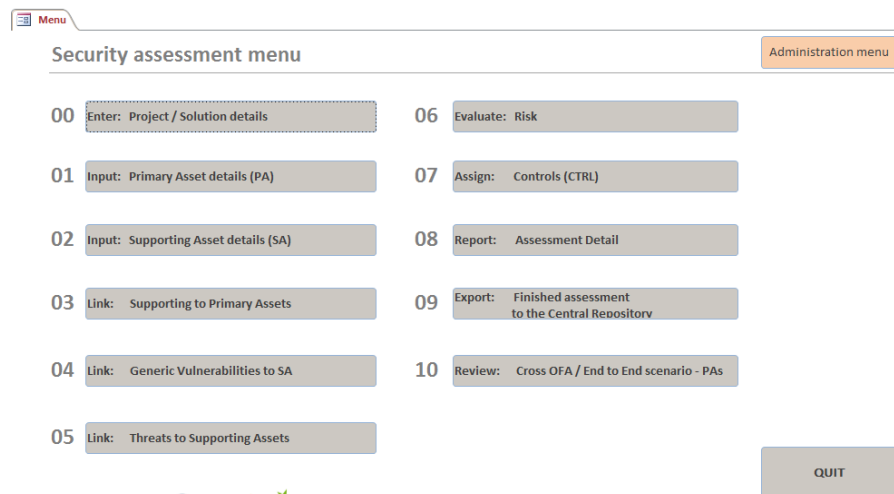 Menu
Security assessment menu
Administration menu
00 Enter: Project / Solution details
01 Input: Primary Asset details (PA)
02 Input: Supporting Asset details (SA)
03 Link: Supporting to Primary Assets
04 Link: Generic Vulnerabilities to SA
05 Link: Threats to Supporting Assets
06 Evaluate: Risk
07 Assign: Controls (CTRL)
08 Report: Assessment Detail
09 Export: Finished assessment
to the Central Repository
10 Review: Cross OFA / End to End scenario - PAs
QUIT